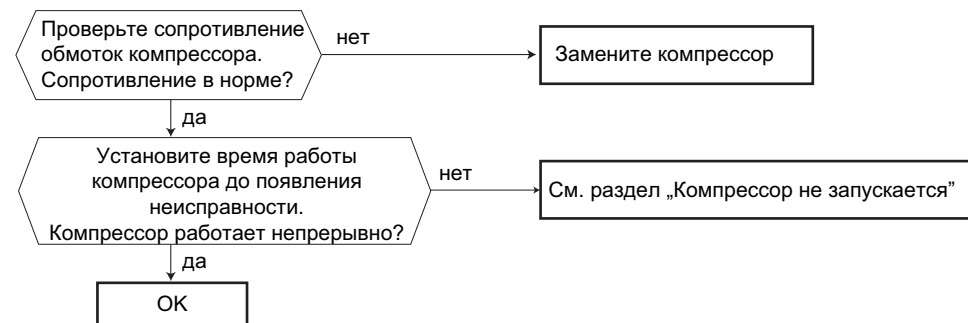 Проверьте сопротивление
обмоток компрессора.
Сопротивление в норме?
нет
Замените компрессор
да
Установите время работы
компрессора до появления
неисправности.
Компрессор работает непрерывно?
нет
См. раздел „Компрессор не запускается”
да
OK